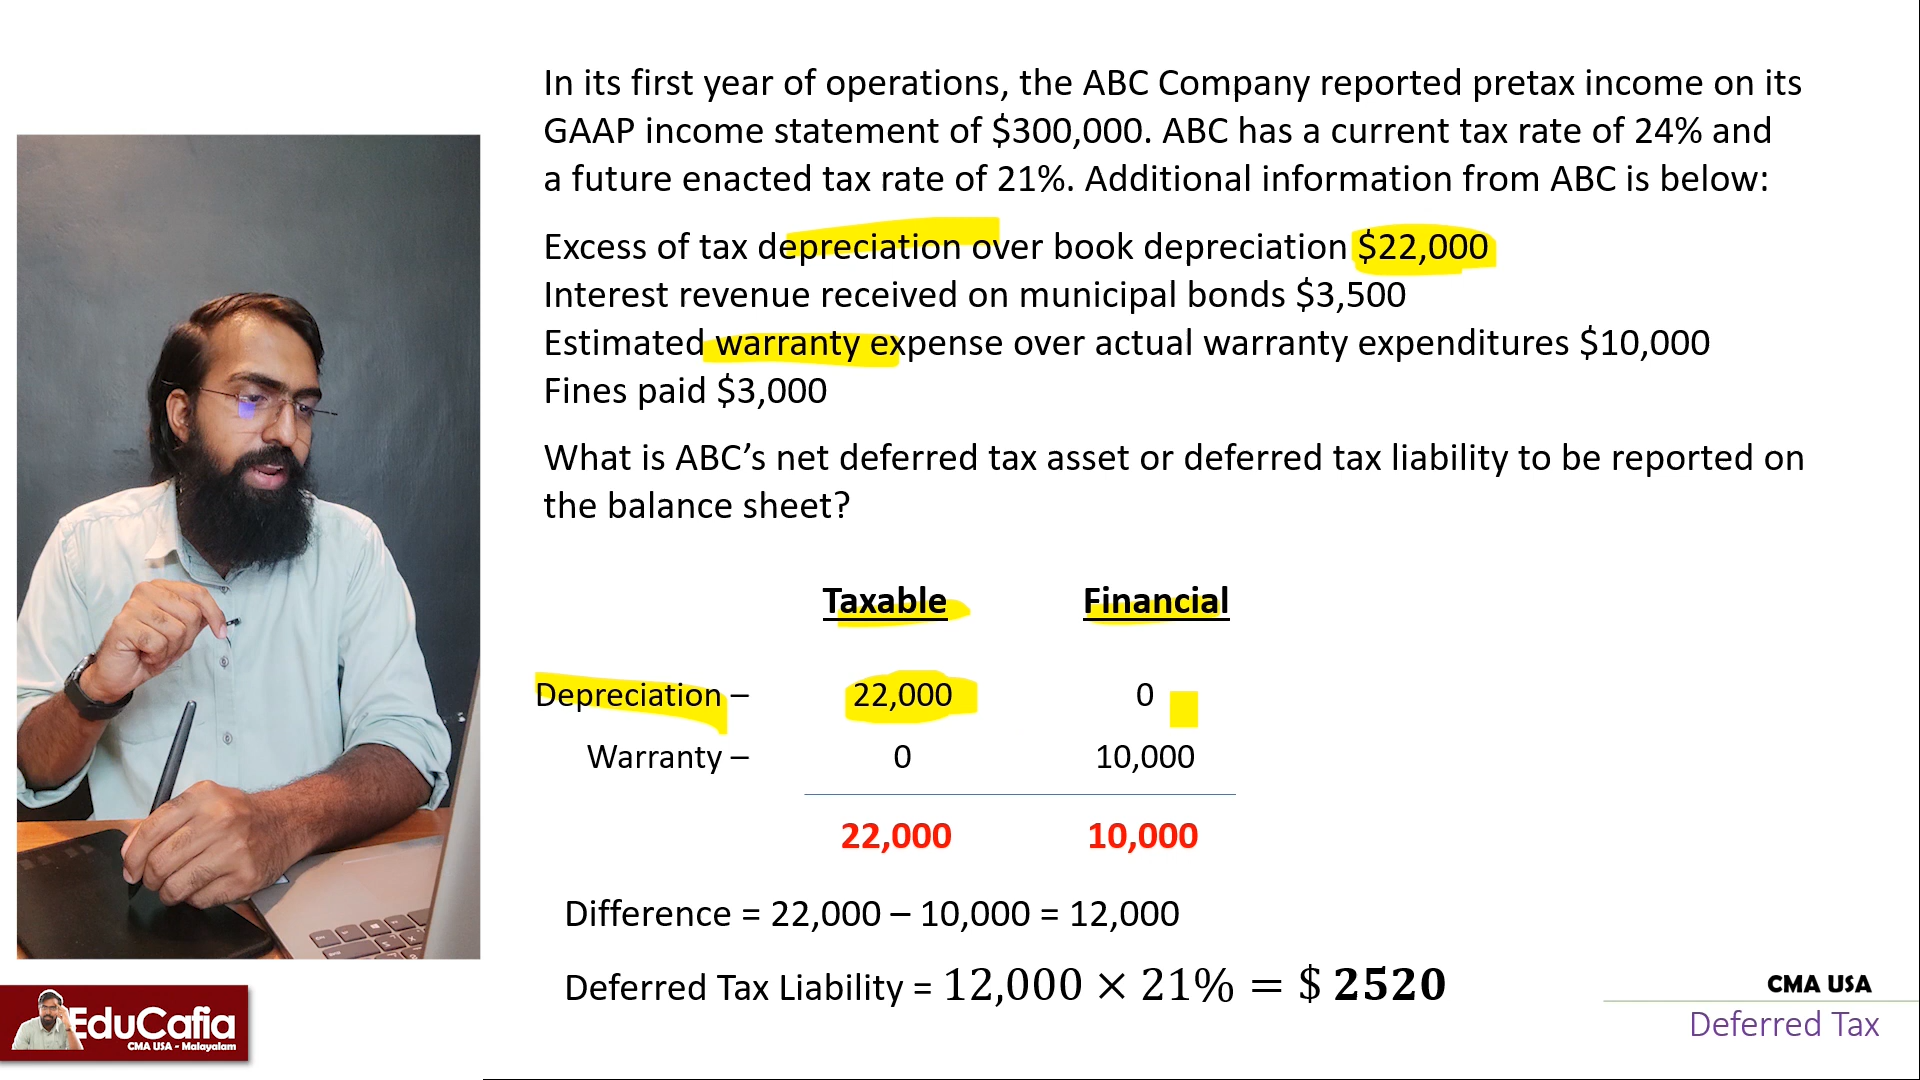 In its first year of operations, the ABC Company reported pretax income on its
GAAP income statement of $300,000. ABC has a current tax rate of 24% and
a future enacted tax rate of 21%. Additional information from ABC is below:
Excess of tax depreciation over book depreciation $22,000
Interest revenue received on municipal bonds $3,500
Estimated warranty expense over actual warranty expenditures $10,000
Fines paid $3,000
What is ABC’s net deferred tax asset or deferred tax liability to be reported on
the balance sheet?
Taxable Financial
Depreciation – 22,000 0
Warranty – 0 10,000
22,000 10,000
Difference = 22,000 – 10,000 = 12,000
Deferred Tax Liability = 12,000 × 21% = $ 2520
CMA USA
Deferred Tax
EduCafia
CMA USA - Malayalam